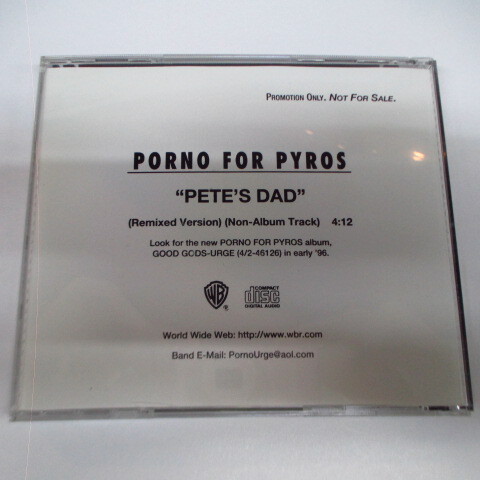 PROMOTION ONLY. NOT FOR SALE.
PORNO FOR PYROS
“PETE’S DAD”
(Remixed Version) (Non-Album Track) 4:12
Look for the new PORNO FOR PYROS album,
GOOD GODS-URGE (4/2-46126) in early '96.
WB
COMPACT
disc
DIGITAL AUDIO
World Wide Web: http://www.wbr.com
Band E-Mail: PornoUrge@aol.com